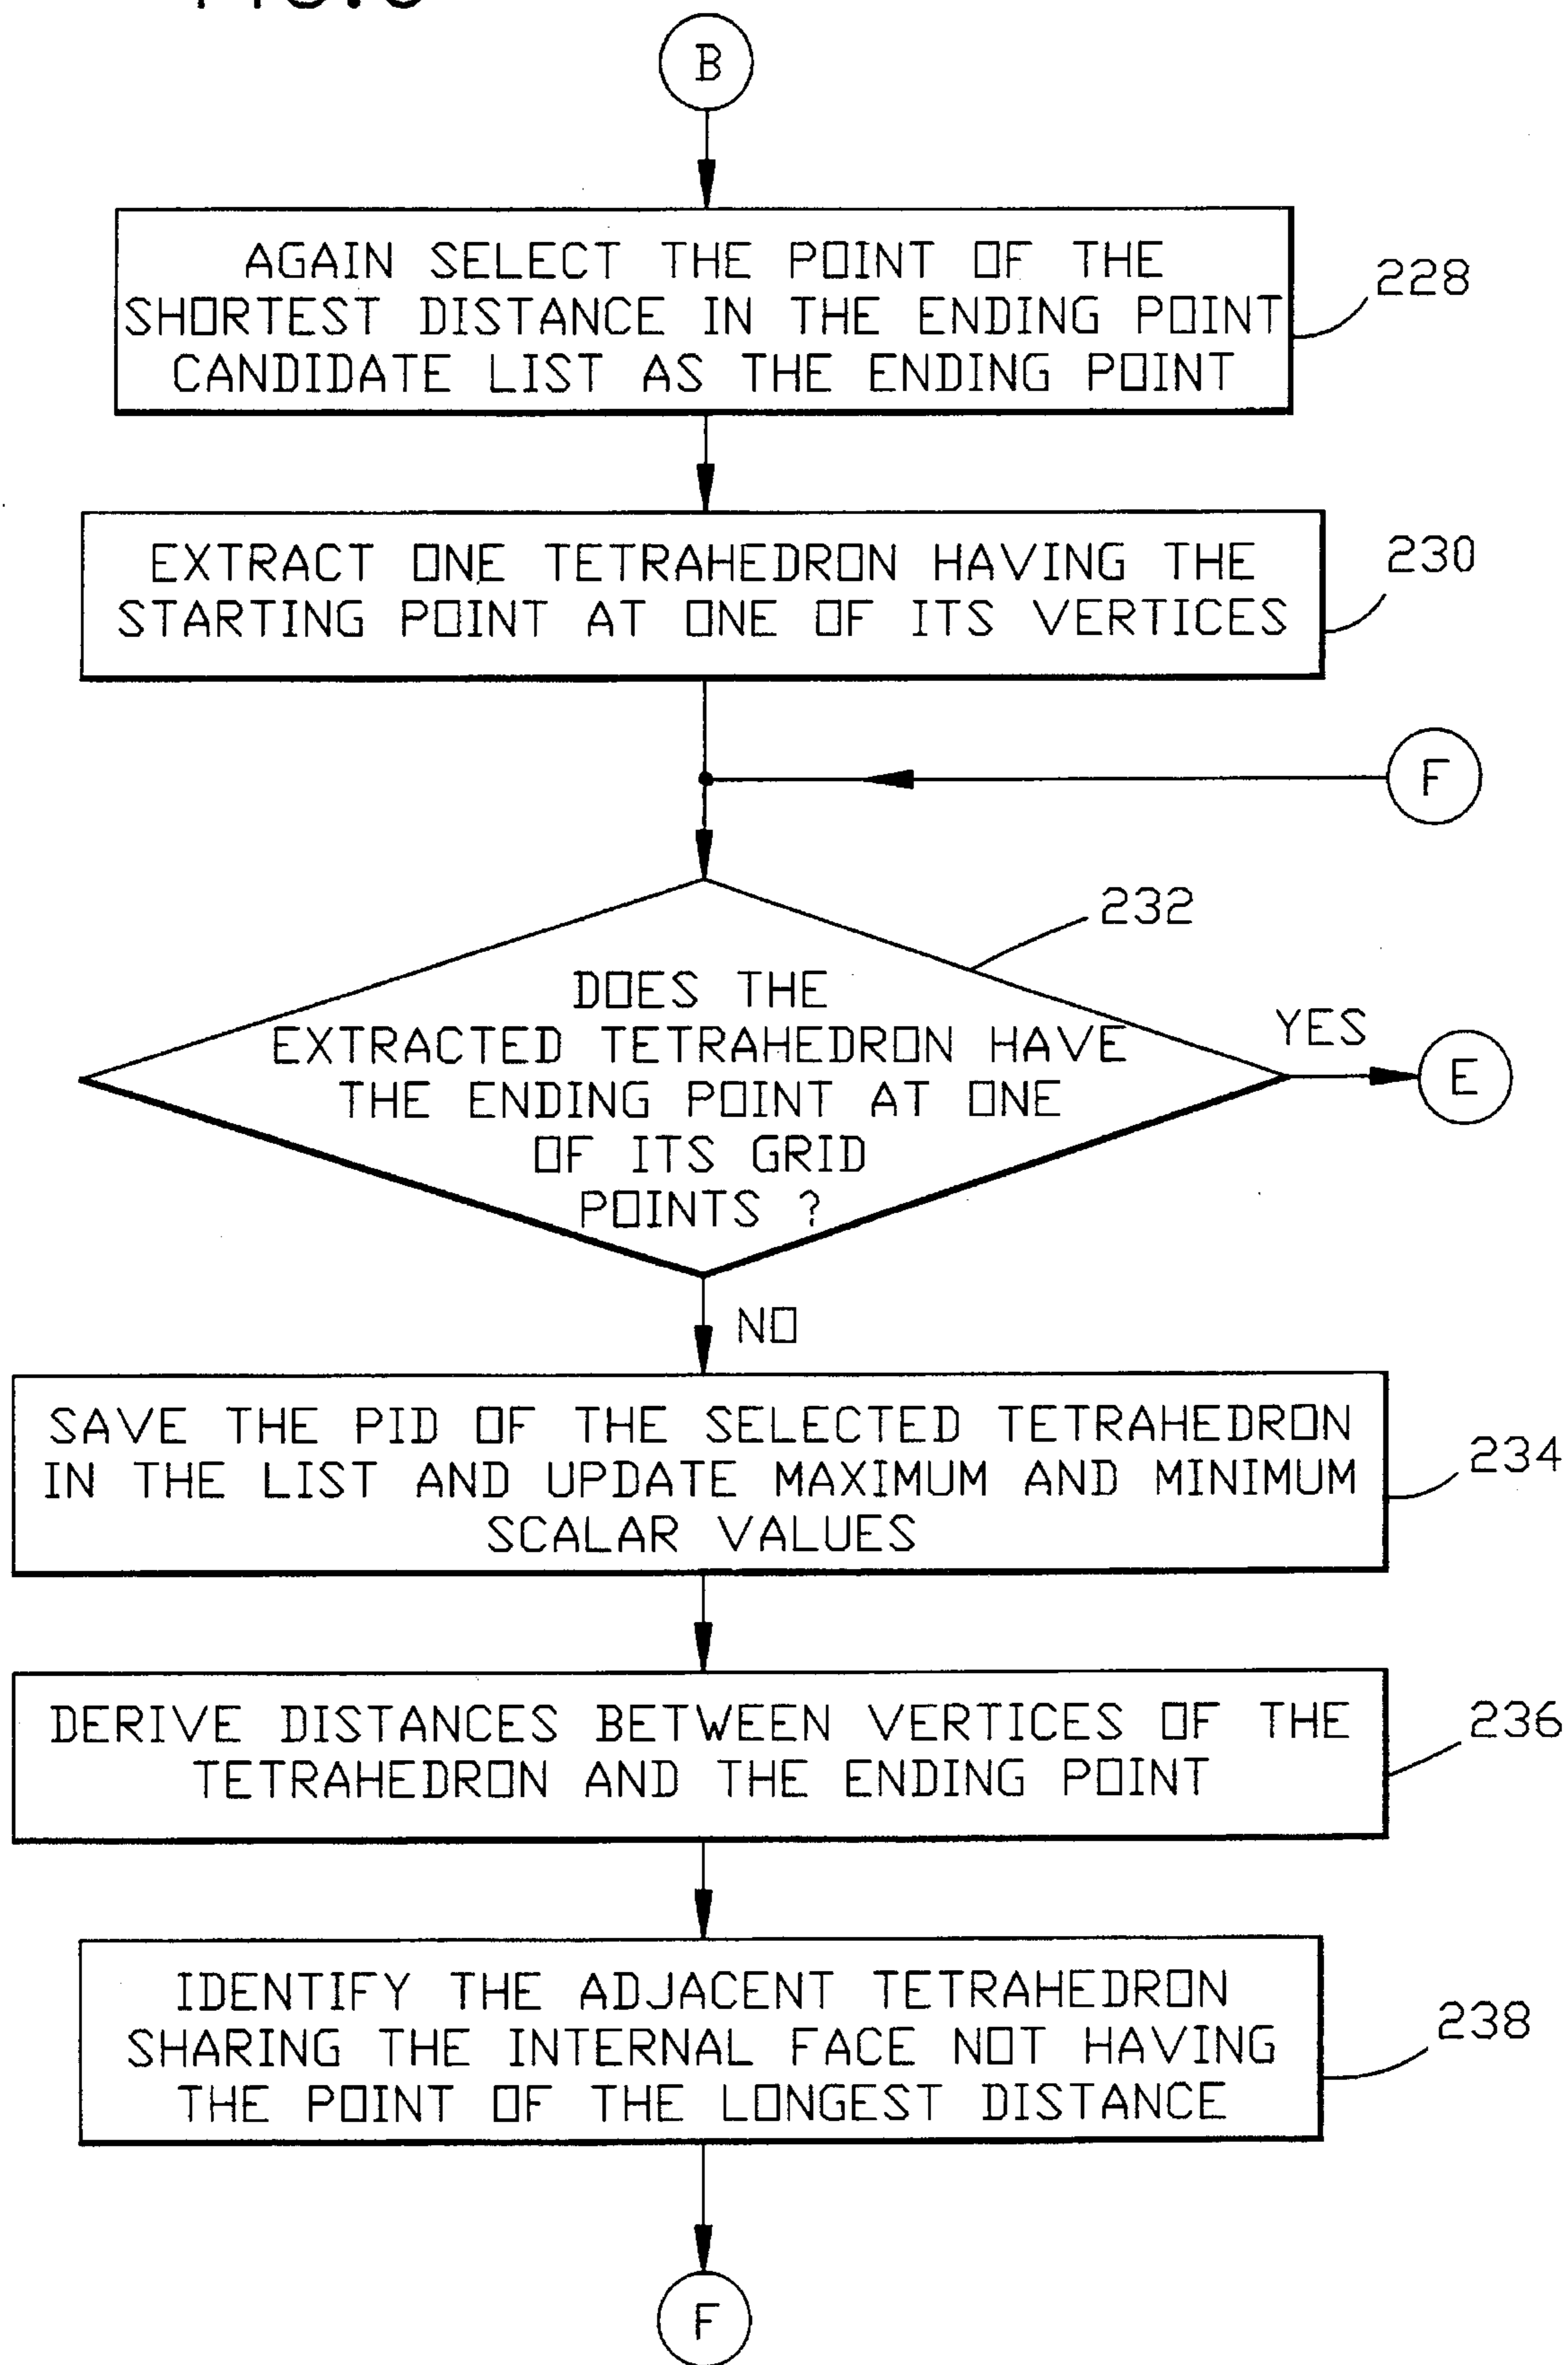 B
AGAIN SELECT THE POINT OF THE
SHORTEST DISTANCE IN THE ENDING POINT
CANDIDATE LIST AS THE ENDING POINT
228
EXTRACT ONE TETRAHEDRON HAVING THE
STARTING POINT AT ONE OF ITS VERTICES
230
F
232
DOES THE
EXTRACTED TETRAHEDRON HAVE
THE ENDING POINT AT ONE
OF ITS GRID
POINTS ?
YES
E
NO
SAVE THE PID OF THE SELECTED TETRAHEDRON
IN THE LIST AND UPDATE MAXIMUM AND MINIMUM
SCALAR VALUES
234
DERIVE DISTANCES BETWEEN VERTICES OF THE
TETRAHEDRON AND THE ENDING POINT
236
IDENTIFY THE ADJACENT TETRAHEDRON
SHARING THE INTERNAL FACE NOT HAVING
THE POINT OF THE LONGEST DISTANCE
238
F